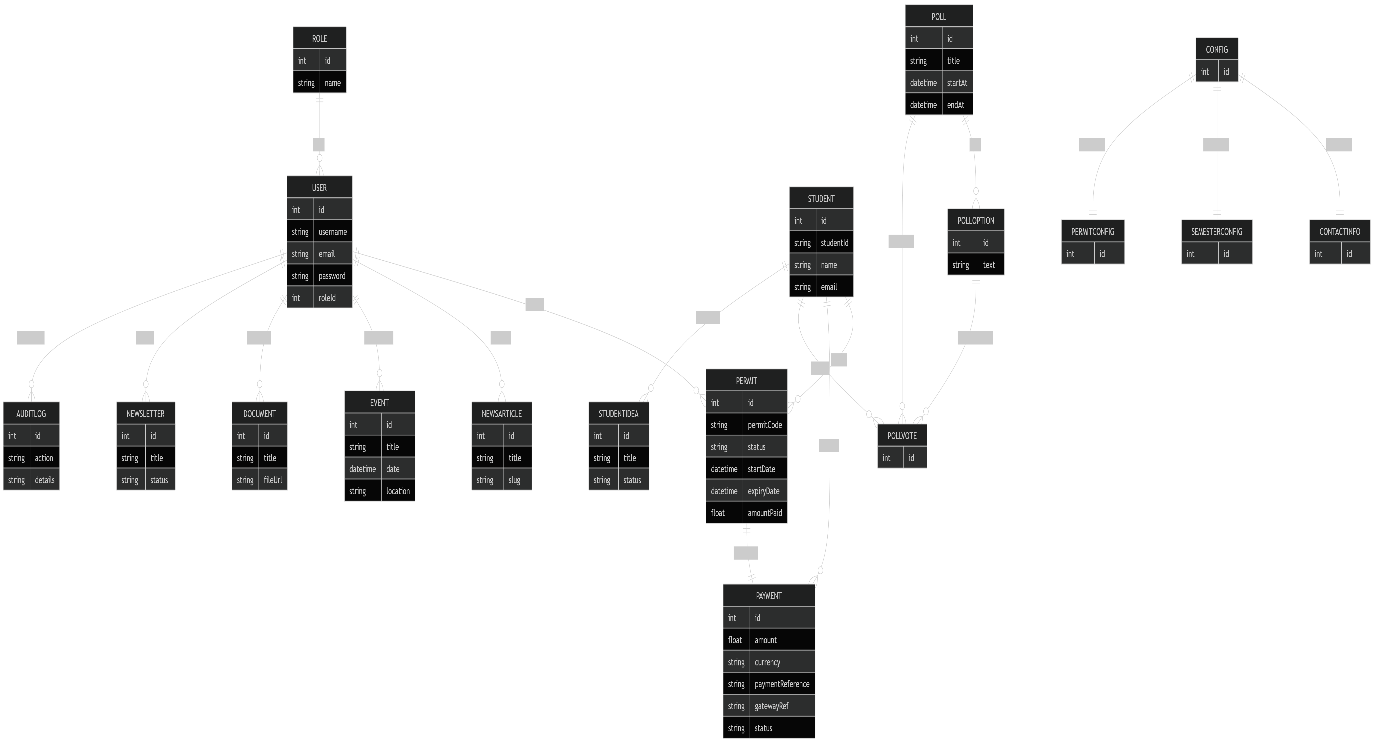 POLL
int id
string title
datetime startAt
datetime endAt
ROLE
int id
string name
CONFIG
int id
USER
int id
string username
string email
string password
int roleId
STUDENT
int id
string studentId
string name
string email
POLLOPTION
int id
string text
PERMITCONFIG
int id
SEMESTERCONFIG
int id
CONTACTINFO
int id
AUDITLOG
int id
string action
string details
NEWSLETTER
int id
string title
string status
DOCUMENT
int id
string title
string fileUrl
EVENT
int id
string title
datetime date
string location
NEWSARTICLE
int id
string title
string slug
STUDENTIDEA
int id
string title
string status
PERMIT
int id
string permitCode
string status
datetime startDate
datetime expiryDate
float amountPaid
POLLVOTE
int id
PAYMENT
int id
float amount
string currency
string paymentReference
string gatewayRef
string status